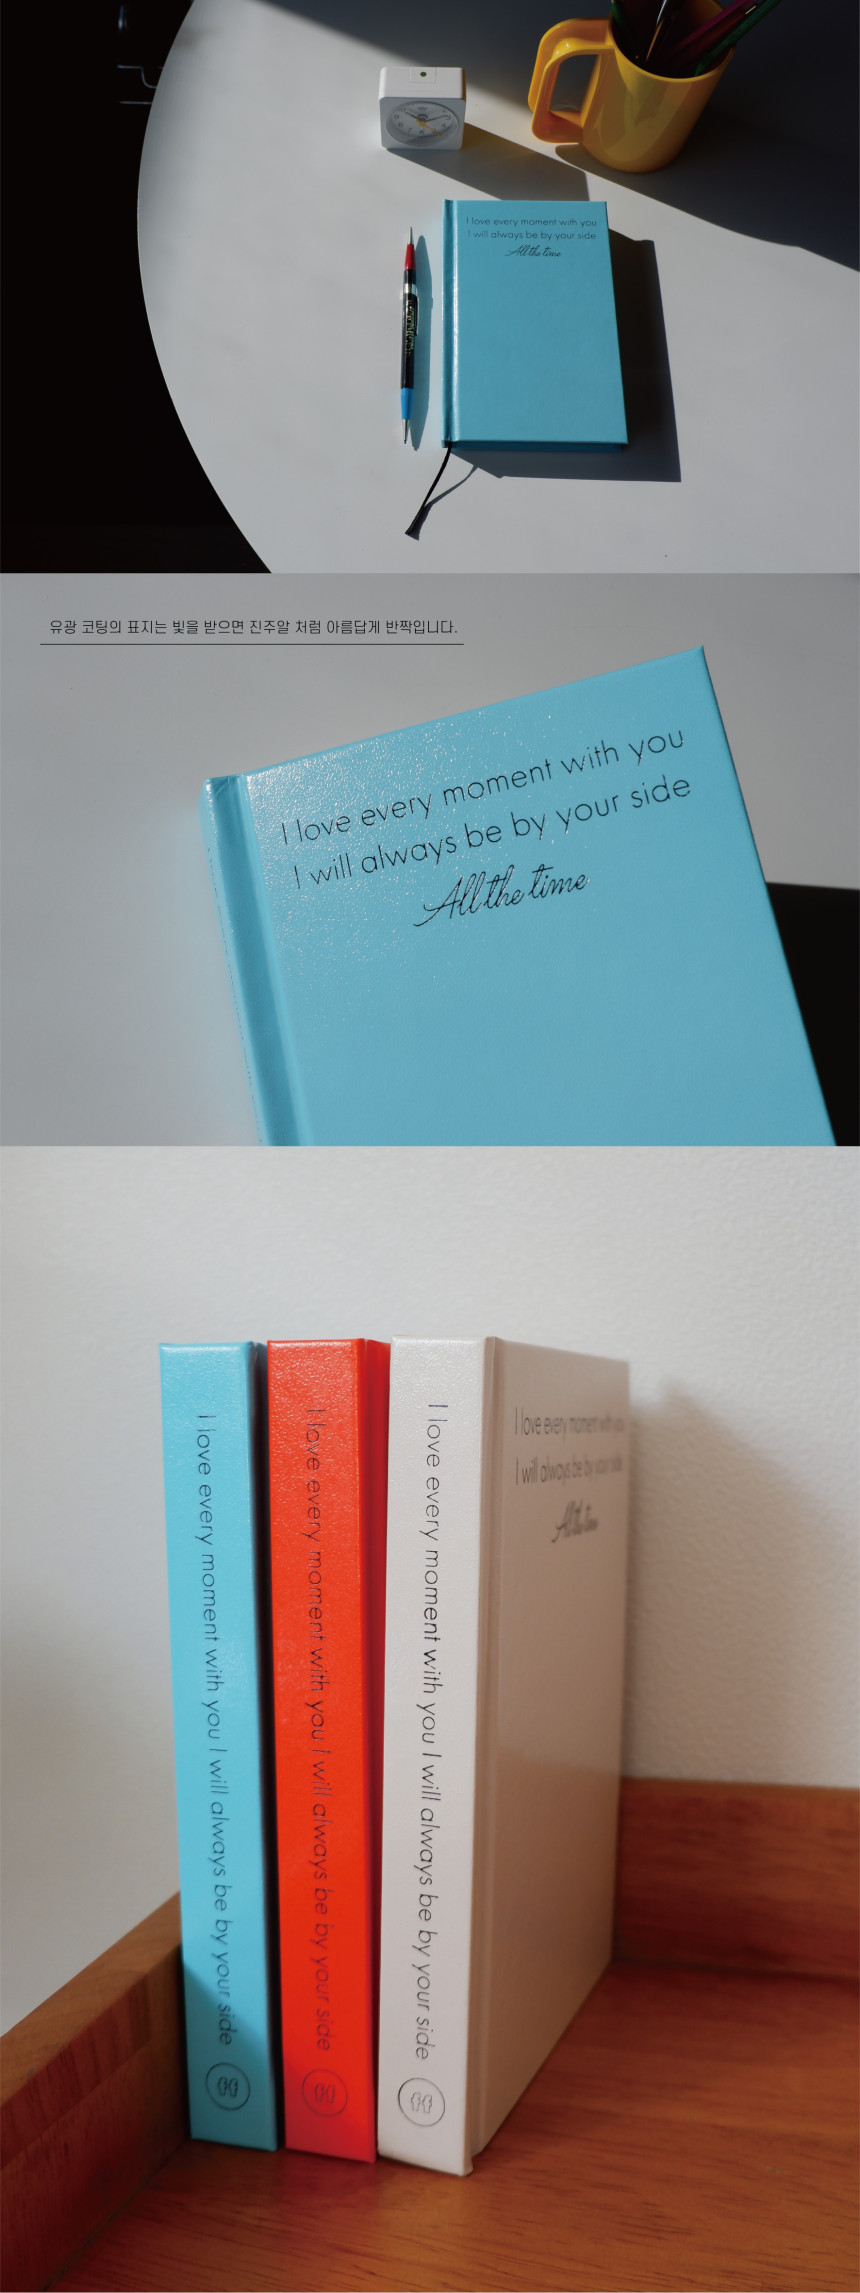 I love every moment with you
I will always be by your side
All the time
유광 코팅의 표지는 빛을 받으면 진주알 처럼 아름답게 반짝입니다.
I love every moment with you
I will always be by your side
All the time
I love every moment with you I will always be by your side
I love every moment with you I will always be by your side
I love every moment with you I will always be by your side
I love every moment with you
I will always be by your side
All the time